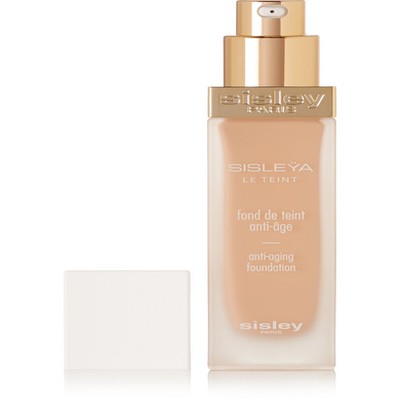 sisley
PARIS
SISLEŸA
LE TEINT
fond de teint
anti-âge
anti-aging
foundation
sisley
PARIS